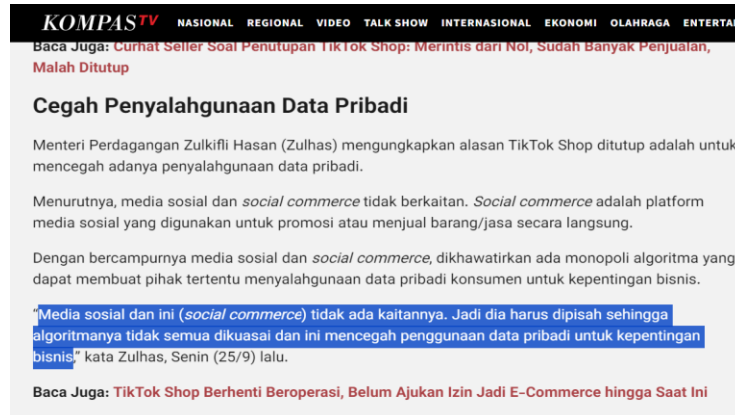 KOMPASTV NASIONAL REGIONAL VIDEO TALK SHOW INTERNASIONAL EKONOMI OLAHRAGA ENTERTAI
Baca Juga: Curhat Seller Soal Penutupan TikTok Shop: Merintis dari Nol, Sudah Banyak Penjualan,
Malah Ditutup
Cegah Penyalahgunaan Data Pribadi
Menteri Perdagangan Zulkifli Hasan (Zulhas) mengungkapkan alasan TikTok Shop ditutup adalah untuk
mencegah adanya penyalahgunaan data pribadi.
Menurutnya, media sosial dan social commerce tidak berkaitan. Social commerce adalah platform
media sosial yang digunakan untuk promosi atau menjual barang/jasa secara langsung.
Dengan bercampurnya media sosial dan social commerce, dikhawatirkan ada monopoli algoritma yang
dapat membuat pihak tertentu menyalahgunaan data pribadi konsumen untuk kepentingan bisnis.
“Media sosial dan ini (social commerce) tidak ada kaitannya. Jadi dia harus dipisah sehingga
algoritmanya tidak semua dikuasai dan ini mencegah penggunaan data pribadi untuk kepentingan
bisnis,” kata Zulhas, Senin (25/9) lalu.
Baca Juga: TikTok Shop Berhenti Beroperasi, Belum Ajukan Izin Jadi E-Commerce hingga Saat Ini